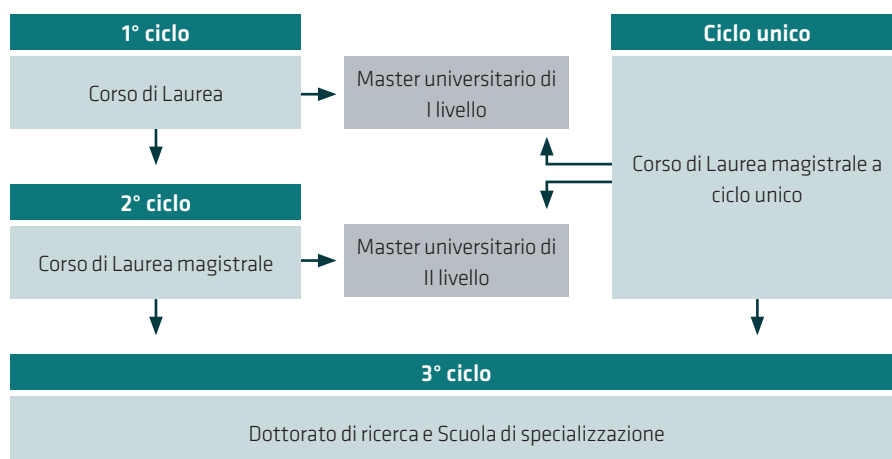 1° ciclo
Corso di Laurea
Master universitario di
I livello
Ciclo unico
Corso di Laurea magistrale a
ciclo unico
2° ciclo
Corso di Laurea magistrale
Master universitario di
II livello
3° ciclo
Dottorato di ricerca e Scuola di specializzazione